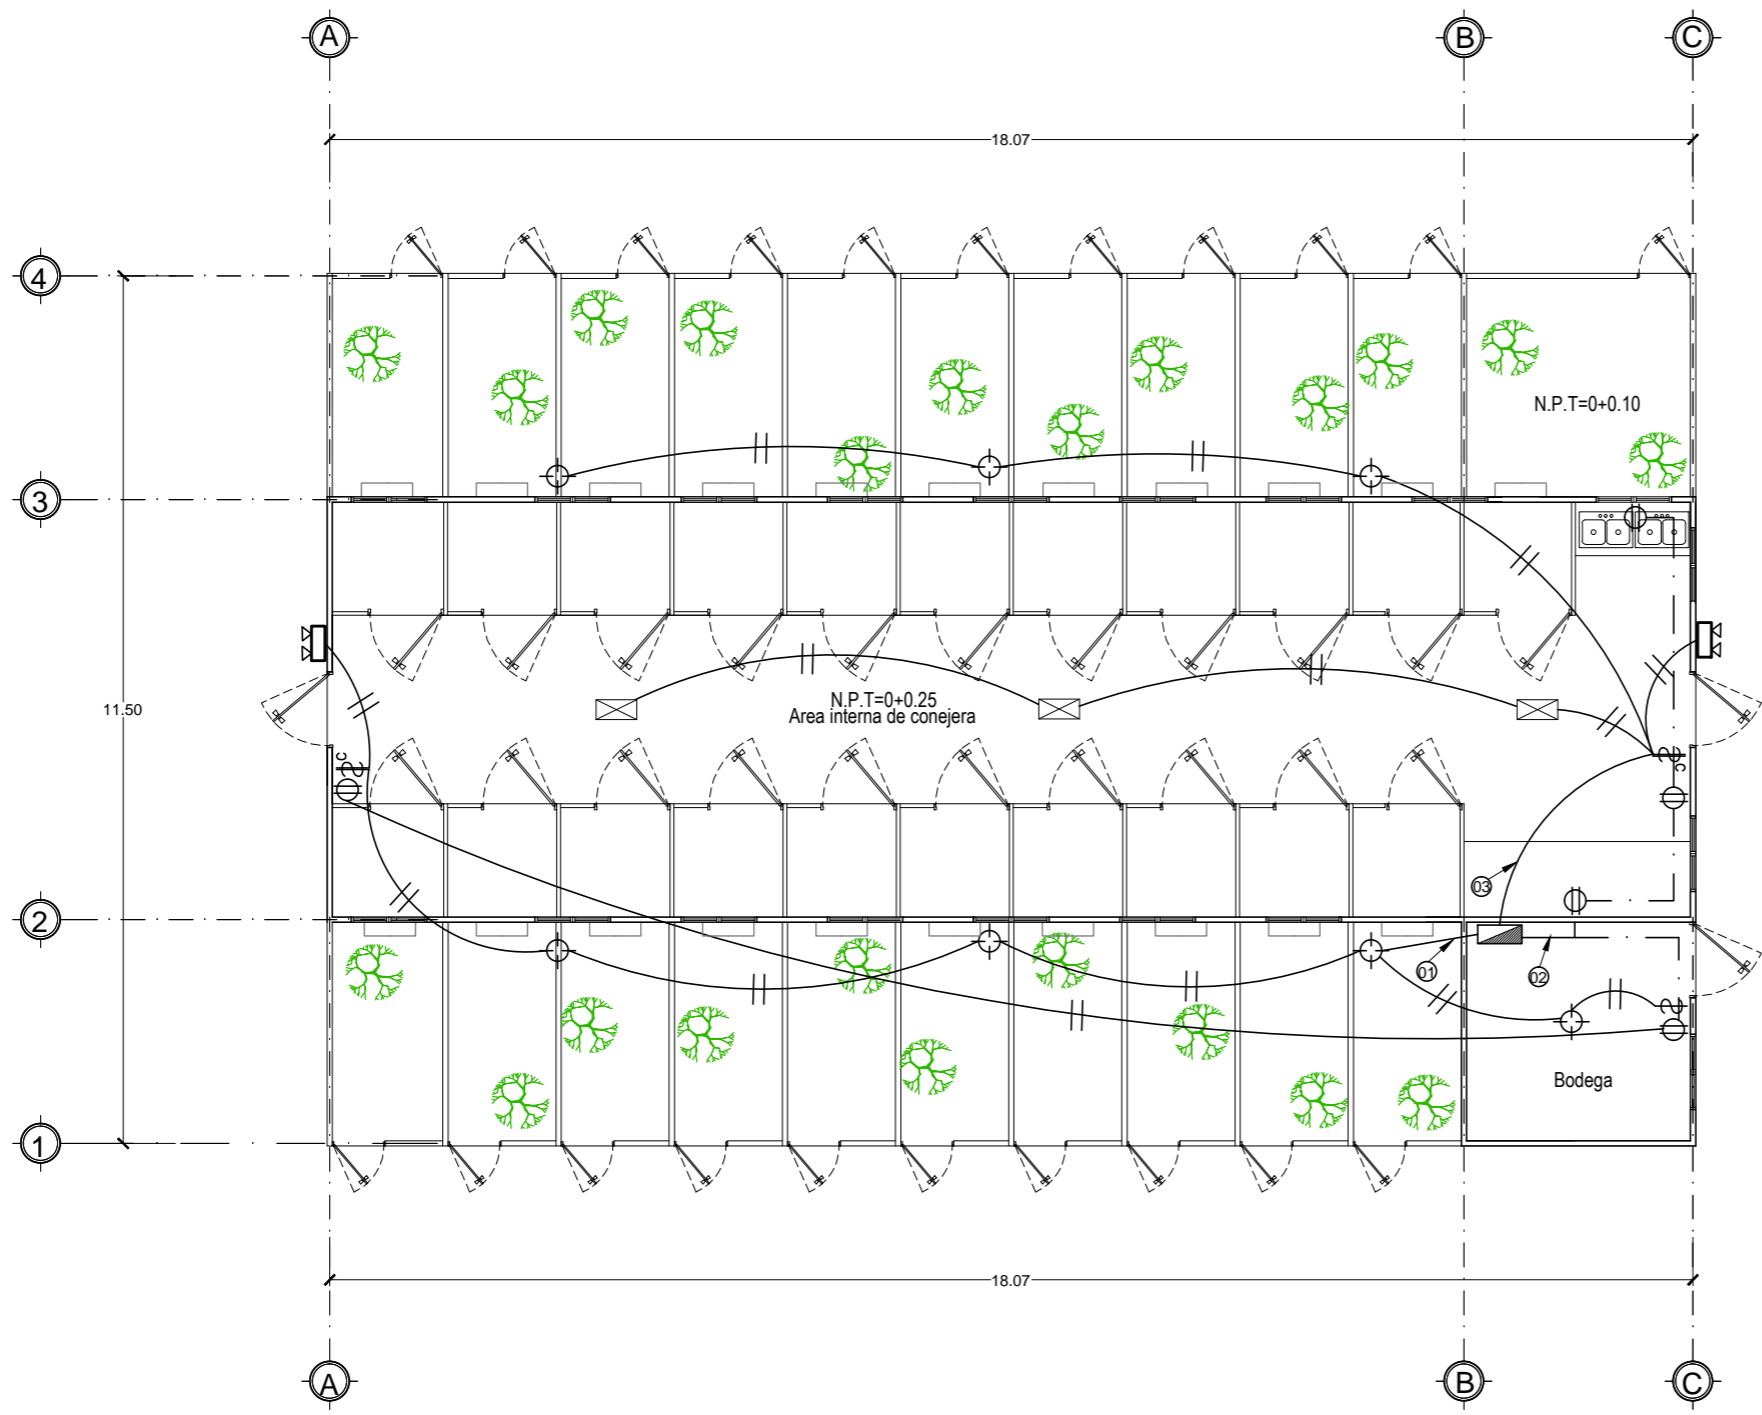 A
B
C
18.07
4
N.P.T=0+0.10
3
N.P.T=0+0.25
Area interna de conejera
11.50
S
c
S
c
03
2
01
02
S
Bodega
1
18.07
A
B
C